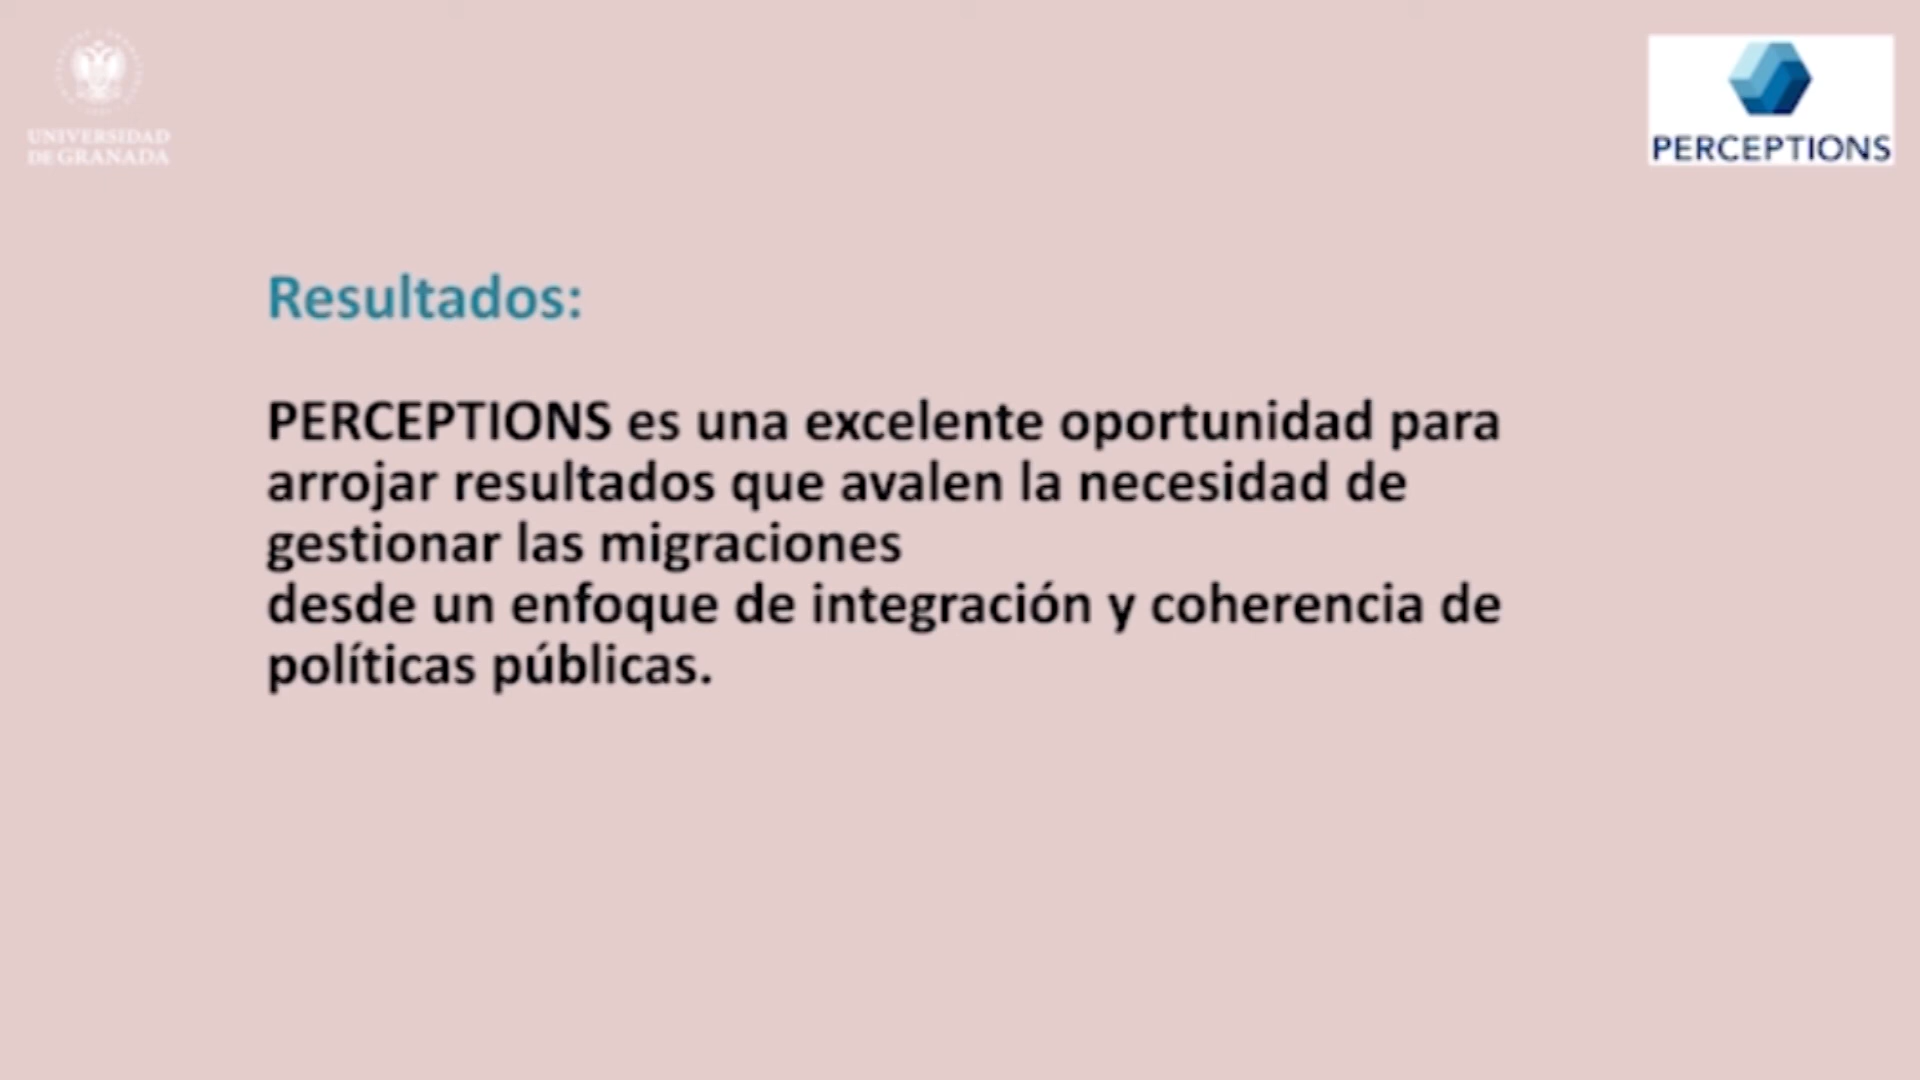 UNIVERSIDAD
DE GRANADA
PERCEPTIONS
Resultados:
PERCEPTIONS es una excelente oportunidad para
arrojar resultados que avalen la necesidad de
gestionar las migraciones
desde un enfoque de integración y coherencia de
políticas públicas.